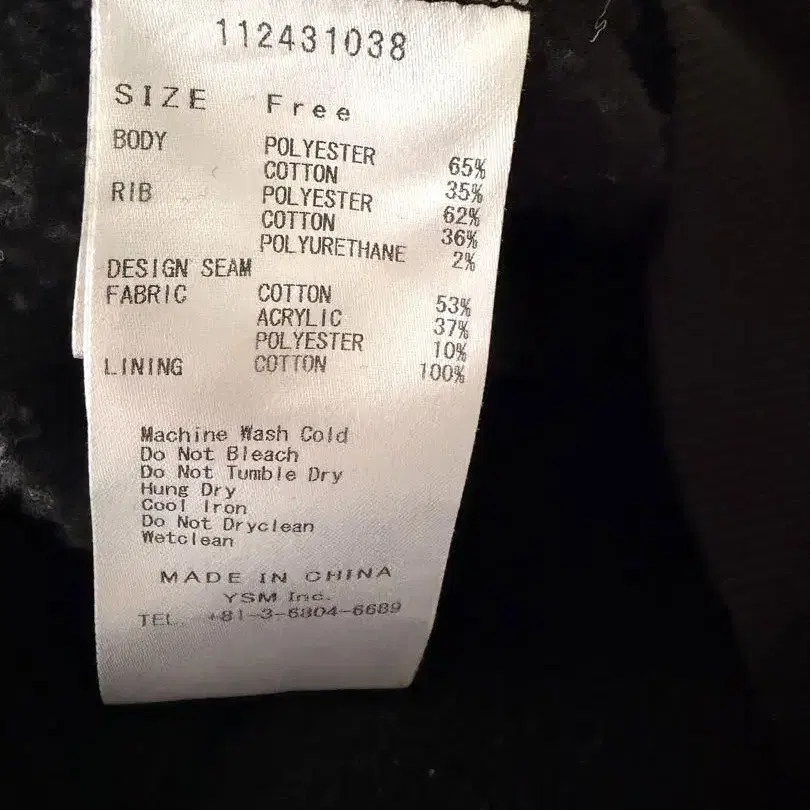 112431038
SIZE Free
BODY POLYESTER 65%
COTTON 35%
RIB POLYESTER 62%
COTTON 36%
POLYURETHANE 2%
DESIGN SEAM
FABRIC COTTON 53%
ACRYLIC 37%
POLYESTER 10%
LINING COTTON 100%
Machine Wash Cold
Do Not Bleach
Do Not Tumble Dry
Hung Dry
Cool Iron
Do Not Dryclean
Wetclean
MADE IN CHINA
YSM Inc.
TEL. +81-3-6804-6689